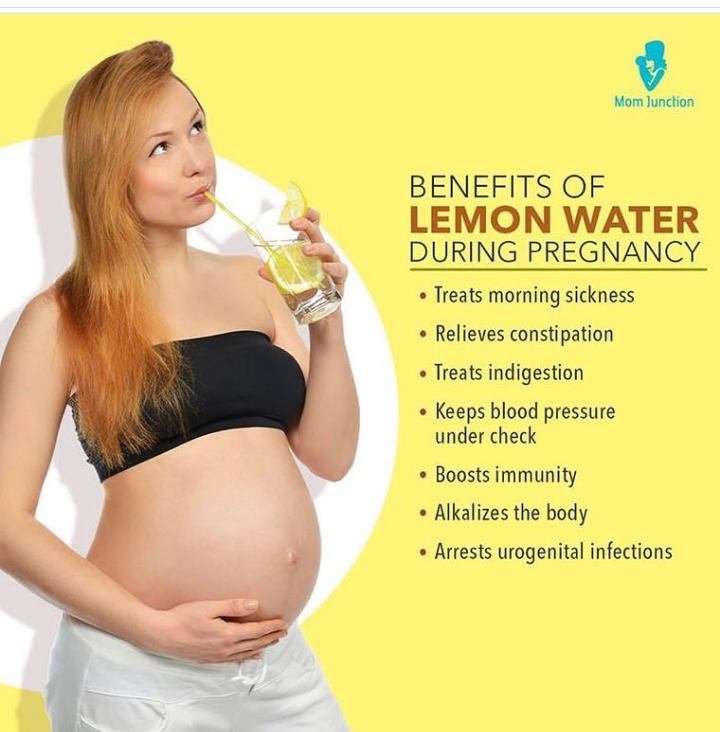 Mom Junction
BENEFITS OF
LEMON WATER
DURING PREGNANCY
• Treats morning sickness
• Relieves constipation
• Treats indigestion
• Keeps blood pressure
under check
• Boosts immunity
• Alkalizes the body
• Arrests urogenital infections